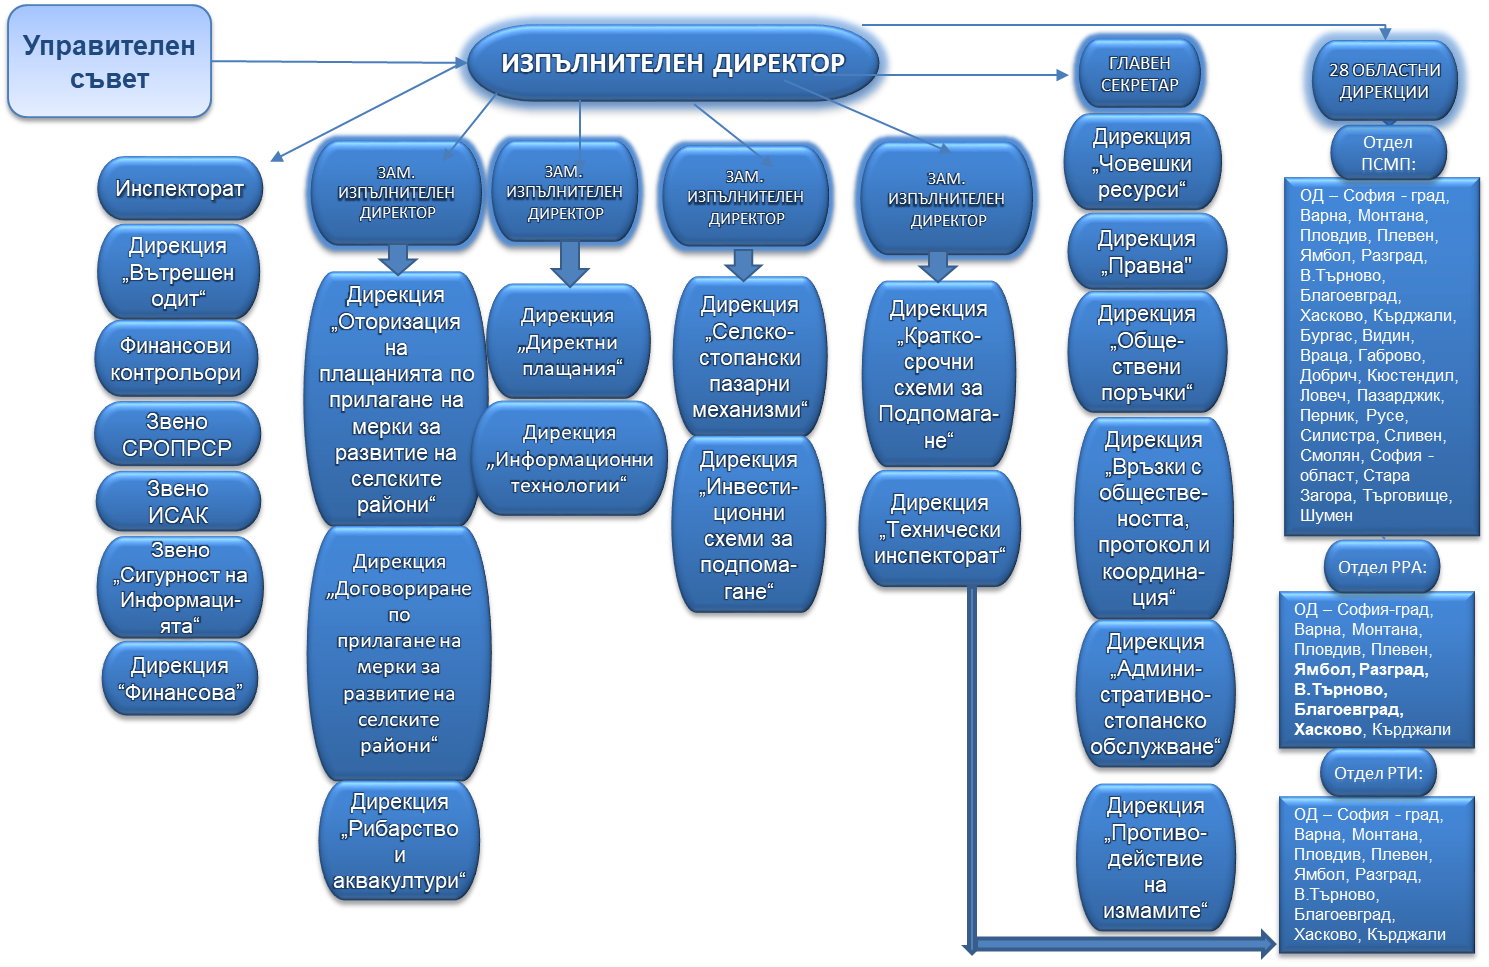 Управителен
съвет
ИЗПЪЛНИТЕЛЕН ДИРЕКТОР
ГЛАВЕН
СЕКРЕТАР
28 ОБЛАСТНИ
ДИРЕКЦИИ
Инспекторат
Дирекция
„Вътрешен
одит“
Финансови
контрольори
Звено
СРОПРСР
Звено
ИСАК
Звено
„Сигурност на
Информаци-
ята“
Дирекция
“Финансова”
ЗАМ.
ИЗПЪЛНИТЕЛЕН
ДИРЕКТОР
Дирекция
„Оторизация
на
плащанията по
прилагане на
мерки за
развитие на
селските
райони“
Дирекция
„Договориране
по
прилагане на
мерки за
развитие на
селските
райони“
Дирекция
„Рибарство
и
аквакултури“
ЗАМ.
ИЗПЪЛНИТЕЛЕН
ДИРЕКТОР
Дирекция
„Директни
плащания“
Дирекция
„Информационни
технологии“
ЗАМ.
ИЗПЪЛНИТЕЛЕН
ДИРЕКТОР
Дирекция
„Селско-
стопански
пазарни
механизми“
Дирекция
„Инвести-
ционни
схеми за
подпома-
гане“
ЗАМ.
ИЗПЪЛНИТЕЛЕН
ДИРЕКТОР
Дирекция
„Кратко-
срочни
схеми за
Подпомага-
не“
Дирекция
„Технически
инспекторат“
Дирекция
„Човешки
ресурси“
Дирекция
„Правна"
Дирекция
„Обще-
ствени
поръчки“
Дирекция
„Връзки с
обществе-
ността,
протокол и
координа-
ция“
Дирекция
„Админи-
стративно-
стопанско
обслужване“
Дирекция
„Противо-
действие
на
измамите“
Отдел
ПСМП:
ОД – София - град,
Варна, Монтана,
Пловдив, Плевен,
Ямбол, Разград,
В.Търново,
Благоевград,
Хасково, Кърджали,
Бургас, Видин,
Враца, Габрово,
Добрич, Кюстендил,
Ловеч, Пазарджик,
Перник, Русе,
Силистра, Сливен,
Смолян, София -
област, Стара
Загора, Търговище,
Шумен
Отдел РРА:
ОД – София-град,
Варна, Монтана,
Пловдив, Плевен,
Ямбол, Разград,
В.Търново,
Благоевград,
Хасково, Кърджали
Отдел РТИ:
ОД – София - град,
Варна, Монтана,
Пловдив, Плевен,
Ямбол, Разград,
В.Търново,
Благоевград,
Хасково, Кърджали